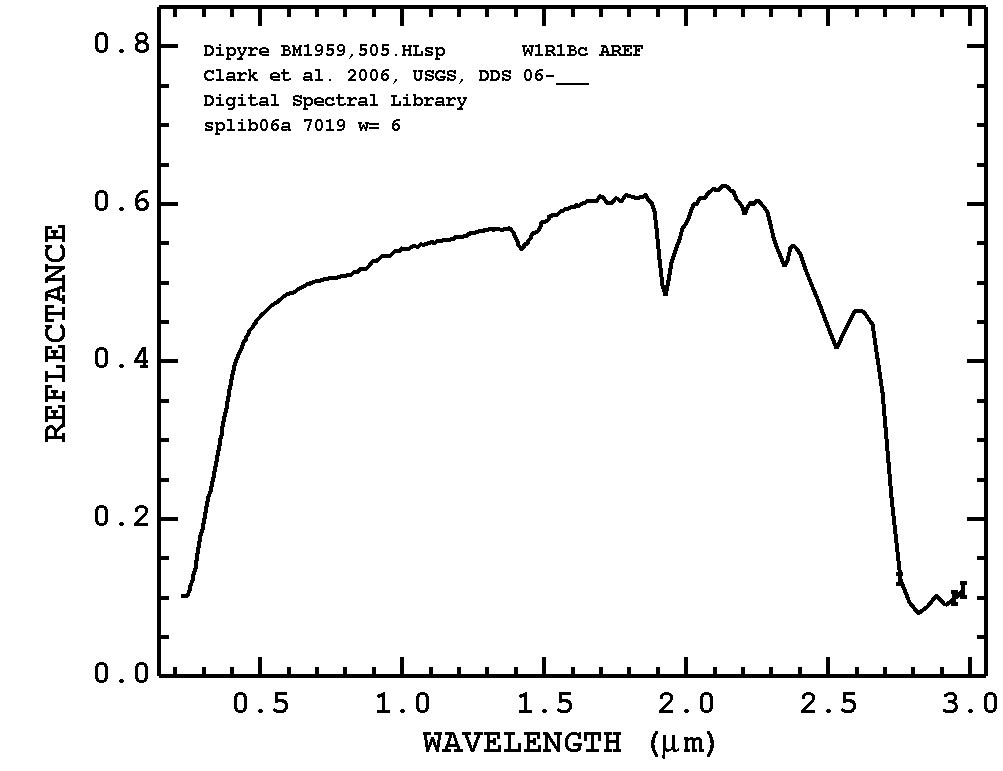 Dipyre BM1959,505.HLsp W1R1Bc AREF
Clark et al. 2006, USGS, DDS 06-___
Digital Spectral Library
splib06a 7019 w= 6
0.8
0.6
0.4
0.2
0.0
REFLECTANCE
0.5 1.0 1.5 2.0 2.5 3.0
WAVELENGTH (μm)